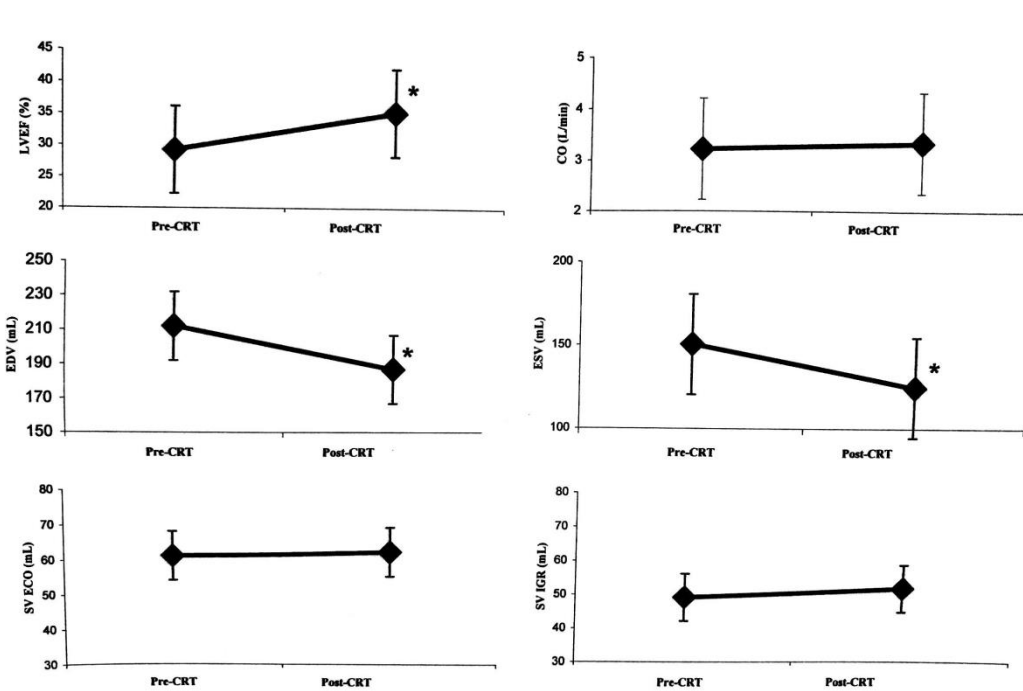 LVEF (%)
45
40
35
30
25
20
*
Pre-CRT
Post-CRT
CO (L/min)
5
4
3
2
Pre-CRT
Post-CRT
EDV (mL)
250
230
210
190
170
150
*
Pre-CRT
Post-CRT
ESV (mL)
200
150
100
*
Pre-CRT
Post-CRT
SV ECO (mL)
80
70
60
50
40
30
Pre-CRT
Post-CRT
SV IGR (mL)
80
70
60
50
40
30
Pre-CRT
Post-CRT